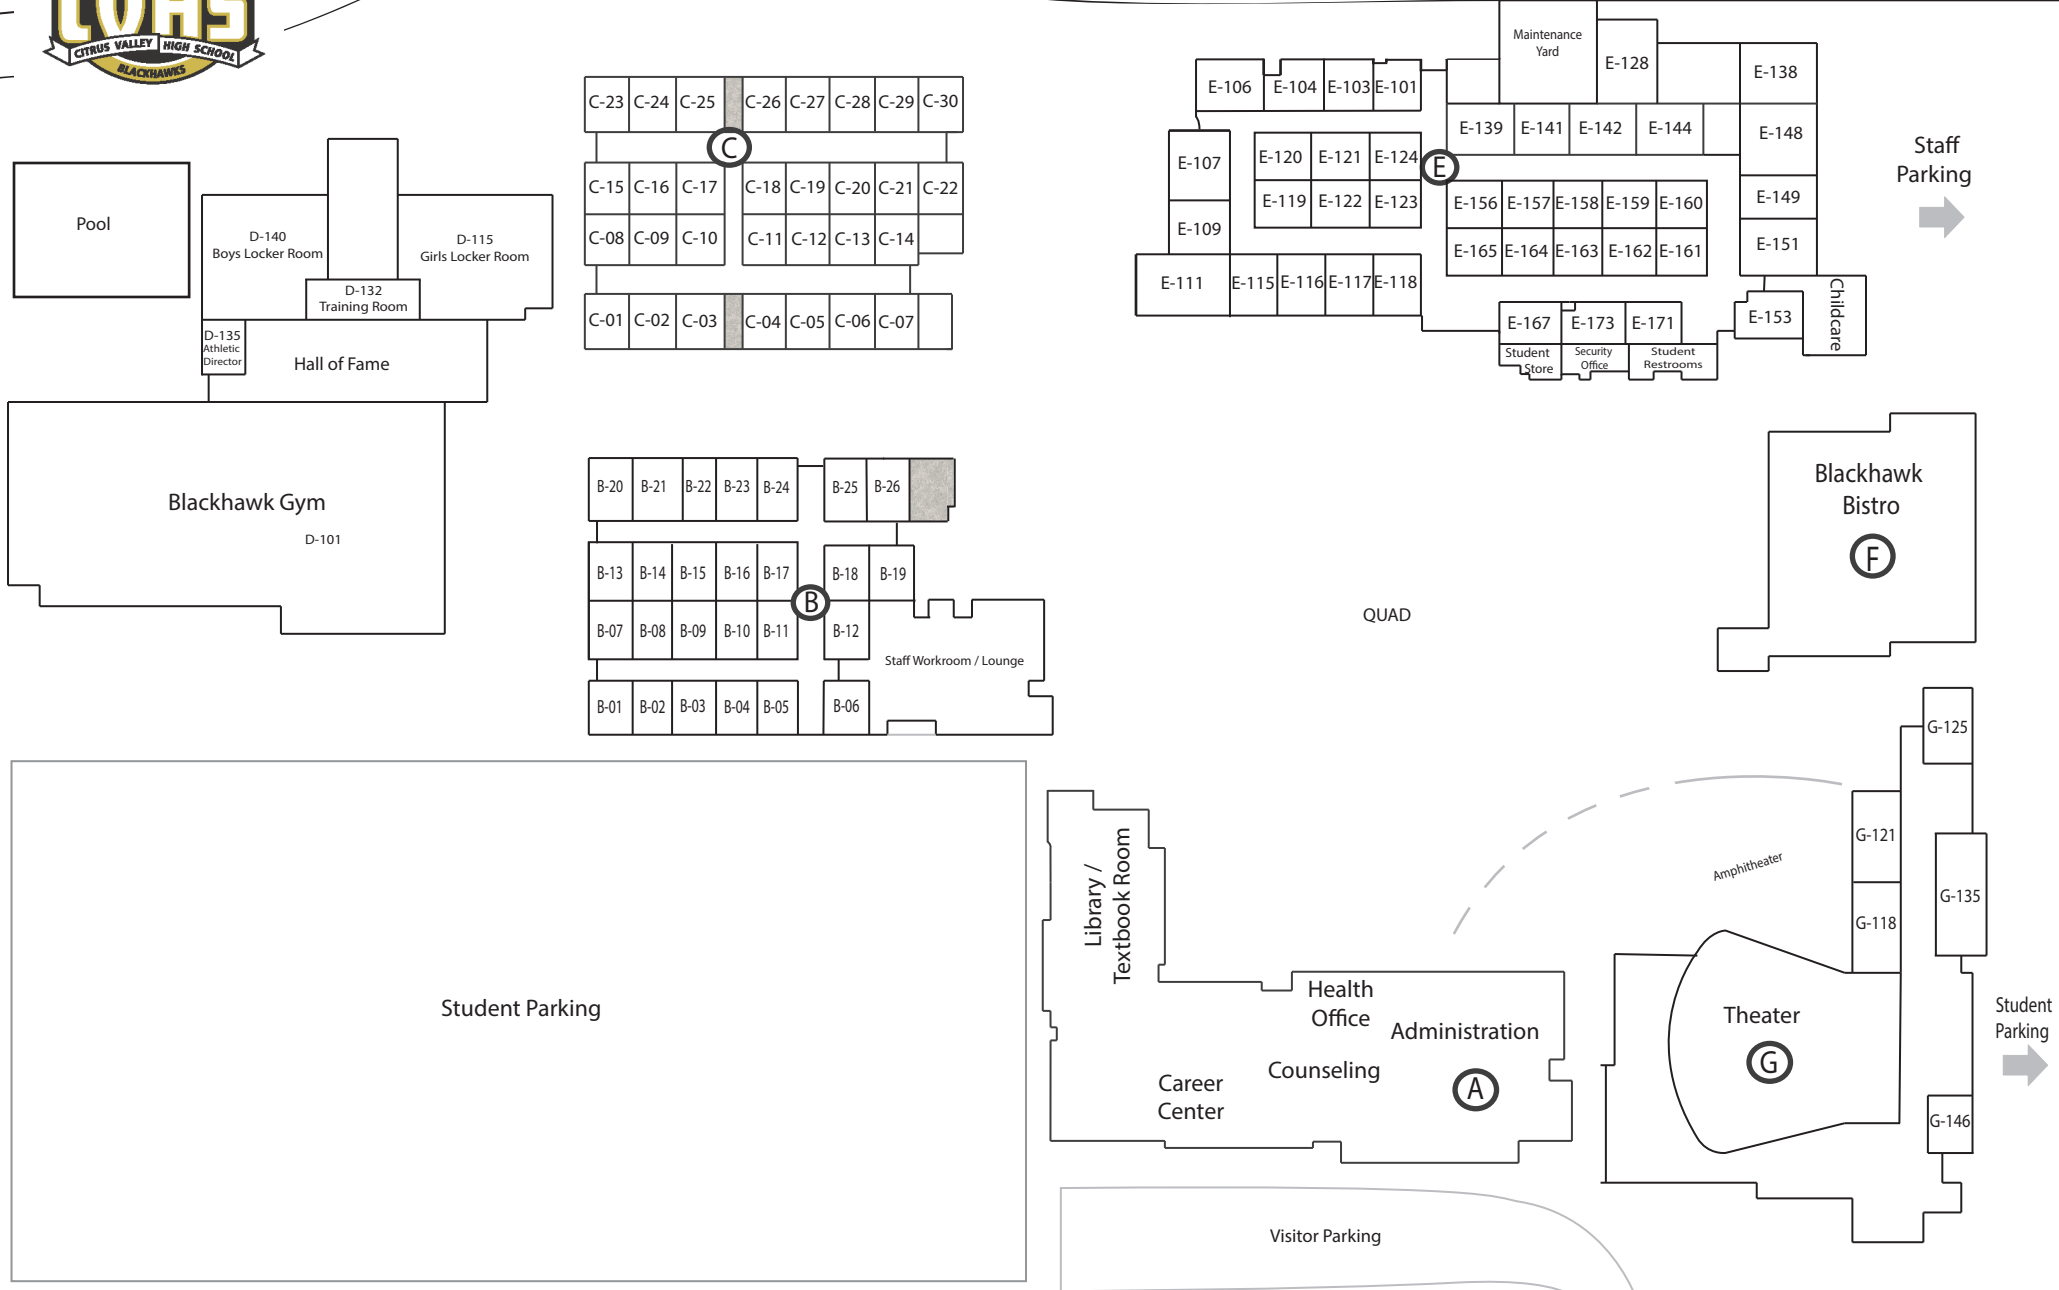 CVHS
CITRUS VALLEY HIGH SCHOOL
BLACKHAWKS
Pool
D-140
Boys Locker Room
D-115
Girls Locker Room
D-132
Training Room
D-135
Athletic
Director
Hall of Fame
Blackhawk Gym
D-101
C-23 C-24 C-25 C-26 C-27 C-28 C-29 C-30
C
C-15 C-16 C-17 C-18 C-19 C-20 C-21 C-22
C-08 C-09 C-10 C-11 C-12 C-13 C-14
C-01 C-02 C-03 C-04 C-05 C-06 C-07
B-20 B-21 B-22 B-23 B-24 B-25 B-26
B-13 B-14 B-15 B-16 B-17 B-18 B-19
B
B-07 B-08 B-09 B-10 B-11 B-12
Staff Workroom / Lounge
B-01 B-02 B-03 B-04 B-05 B-06
Maintenance
Yard
E-128
E-138
E-106 E-104 E-103 E-101
E-139 E-141 E-142 E-144 E-148
E-107
E-120 E-121 E-124
E
E-119 E-122 E-123
E-156 E-157 E-158 E-159 E-160
E-149
E-109
E-165 E-164 E-163 E-162 E-161
E-151
E-111 E-115 E-116 E-117 E-118
E-167 E-173 E-171
E-153
Childcare
Student
Store
Security
Office
Student
Restrooms
Staff
Parking
Blackhawk
Bistro
F
QUAD
G-125
G-121
Amphitheater
G-135
G-118
Theater
G
G-146
Student
Parking
Library /
Textbook Room
Health
Office
Administration
Counseling
A
Career
Center
Student Parking
Visitor Parking